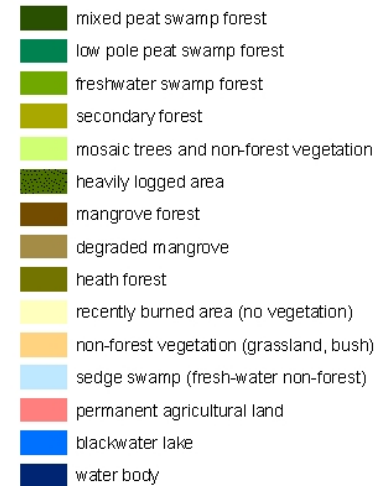 mixed peat swamp forest
low pole peat swamp forest
freshwater swamp forest
secondary forest
mosaic trees and non-forest vegetation
heavily logged area
mangrove forest
degraded mangrove
heath forest
recently burned area (no vegetation)
non-forest vegetation (grassland, bush)
sedge swamp (fresh-water non-forest)
permanent agricultural land
blackwater lake
water body